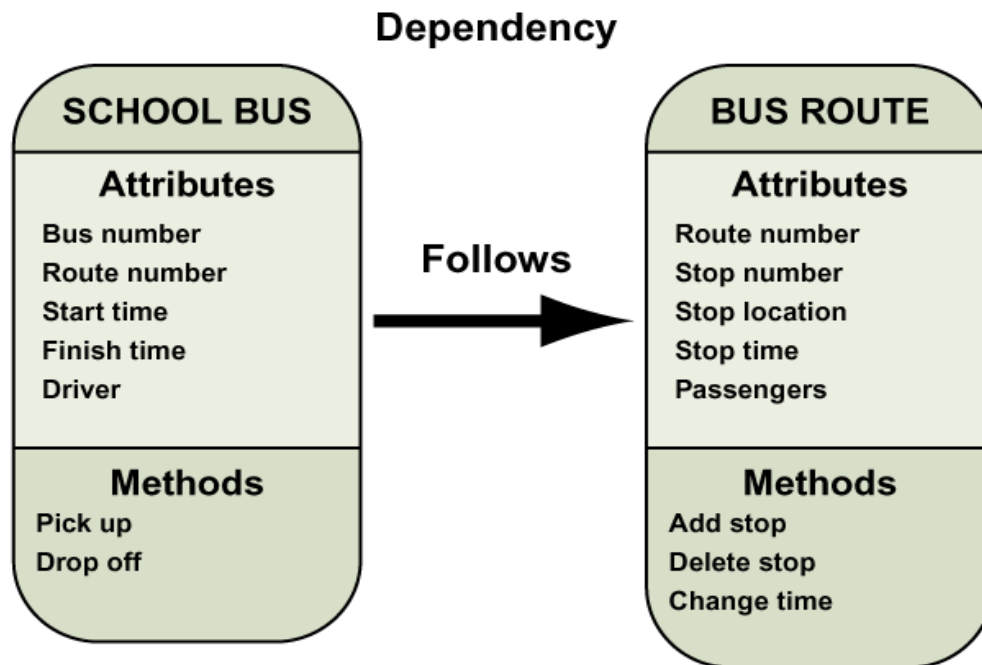 Dependency
SCHOOL BUS
Attributes
Bus number
Route number
Start time
Finish time
Driver
Methods
Pick up
Drop off
Follows
BUS ROUTE
Attributes
Route number
Stop number
Stop location
Stop time
Passengers
Methods
Add stop
Delete stop
Change time